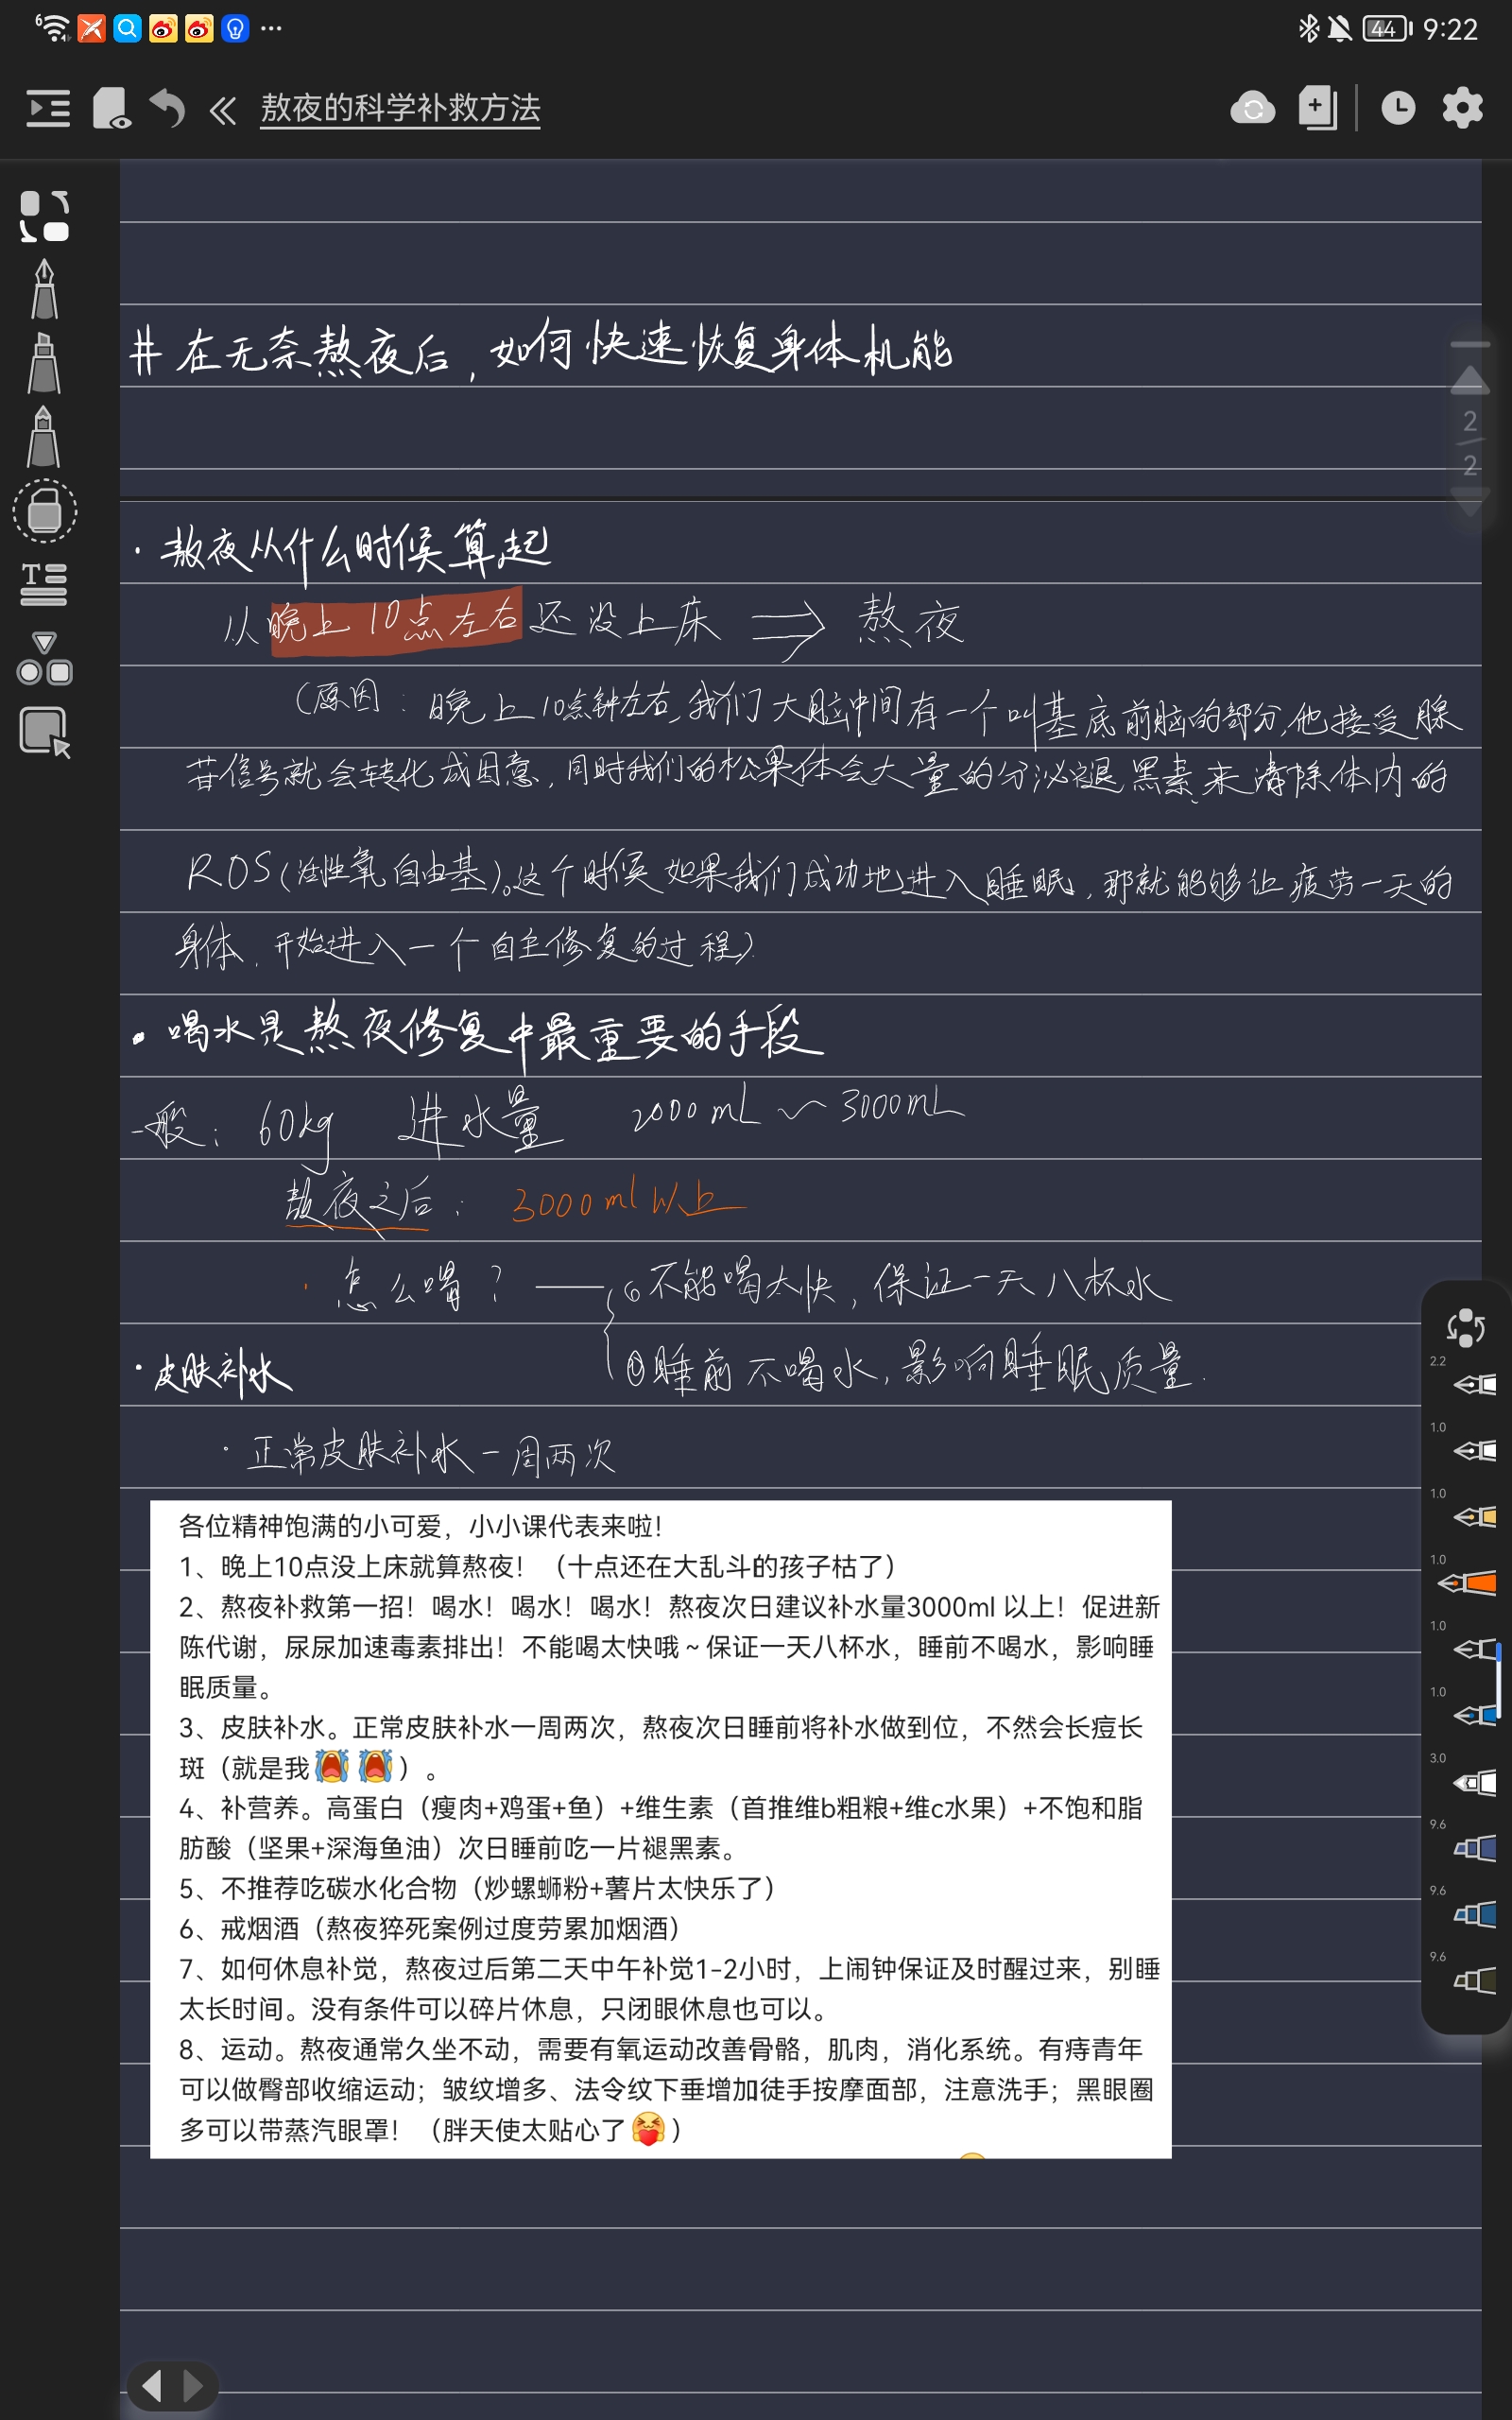 6
44
9:22
敖夜的科学补救方法
# 在无奈熬夜后，如何快速恢复身体机能
2
2
· 熬夜从什么时候算起
从晚上10点左右还没上床 ⟹ 熬夜
（原因：晚上10点钟左右,我们大脑中间有一个叫基底前脑的部分,他接受腺
苷信号就会转化成困意,同时我们的松果体会大量的分泌褪黑素、来清除体内的
ROS（活性氧自由基）。这个时候如果我们成功地进入睡眠,那就能够让疲劳一天的
身体,开始进入一个自主修复的过程）
· 喝水是熬夜修复中最重要的手段
一般： 60kg 进水量 2000mL ~ 3000mL
熬夜之后： 3000ml以上
· 怎么喝？ — 不能喝太快，保证一天八杯水
①睡前不喝水,影响睡眠质量.
· 皮肤补水
· 正常皮肤补水一周两次
各位精神饱满的小可爱，小小课代表来啦！
1、晚上10点没上床就算熬夜！（十点还在大乱斗的孩子枯了）
2、熬夜补救第一招！喝水！喝水！喝水！熬夜次日建议补水量3000ml 以上！促进新
陈代谢，尿尿加速毒素排出！不能喝太快哦～保证一天八杯水，睡前不喝水，影响睡
眠质量。
3、皮肤补水。正常皮肤补水一周两次，熬夜次日睡前将补水做到位，不然会长痘长
斑（就是我😭😭）。
4、补营养。高蛋白（瘦肉+鸡蛋+鱼）+维生素（首推维b粗粮+维c水果）+不饱和脂
肪酸（坚果+深海鱼油）次日睡前吃一片褪黑素。
5、不推荐吃碳水化合物（炒螺蛳粉+薯片太快乐了）
6、戒烟酒（熬夜猝死案例过度劳累加烟酒）
7、如何休息补觉，熬夜过后第二天中午补觉1-2小时，上闹钟保证及时醒过来，别睡
太长时间。没有条件可以碎片休息，只闭眼休息也可以。
8、运动。熬夜通常久坐不动，需要有氧运动改善骨骼，肌肉，消化系统。有痔青年
可以做臀部收缩运动；皱纹增多、法令纹下垂增加徒手按摩面部，注意洗手；黑眼圈
多可以带蒸汽眼罩！（胖天使太贴心了）
2.2
1.0
1.0
1.0
1.0
1.0
3.0
9.6
9.6
9.6